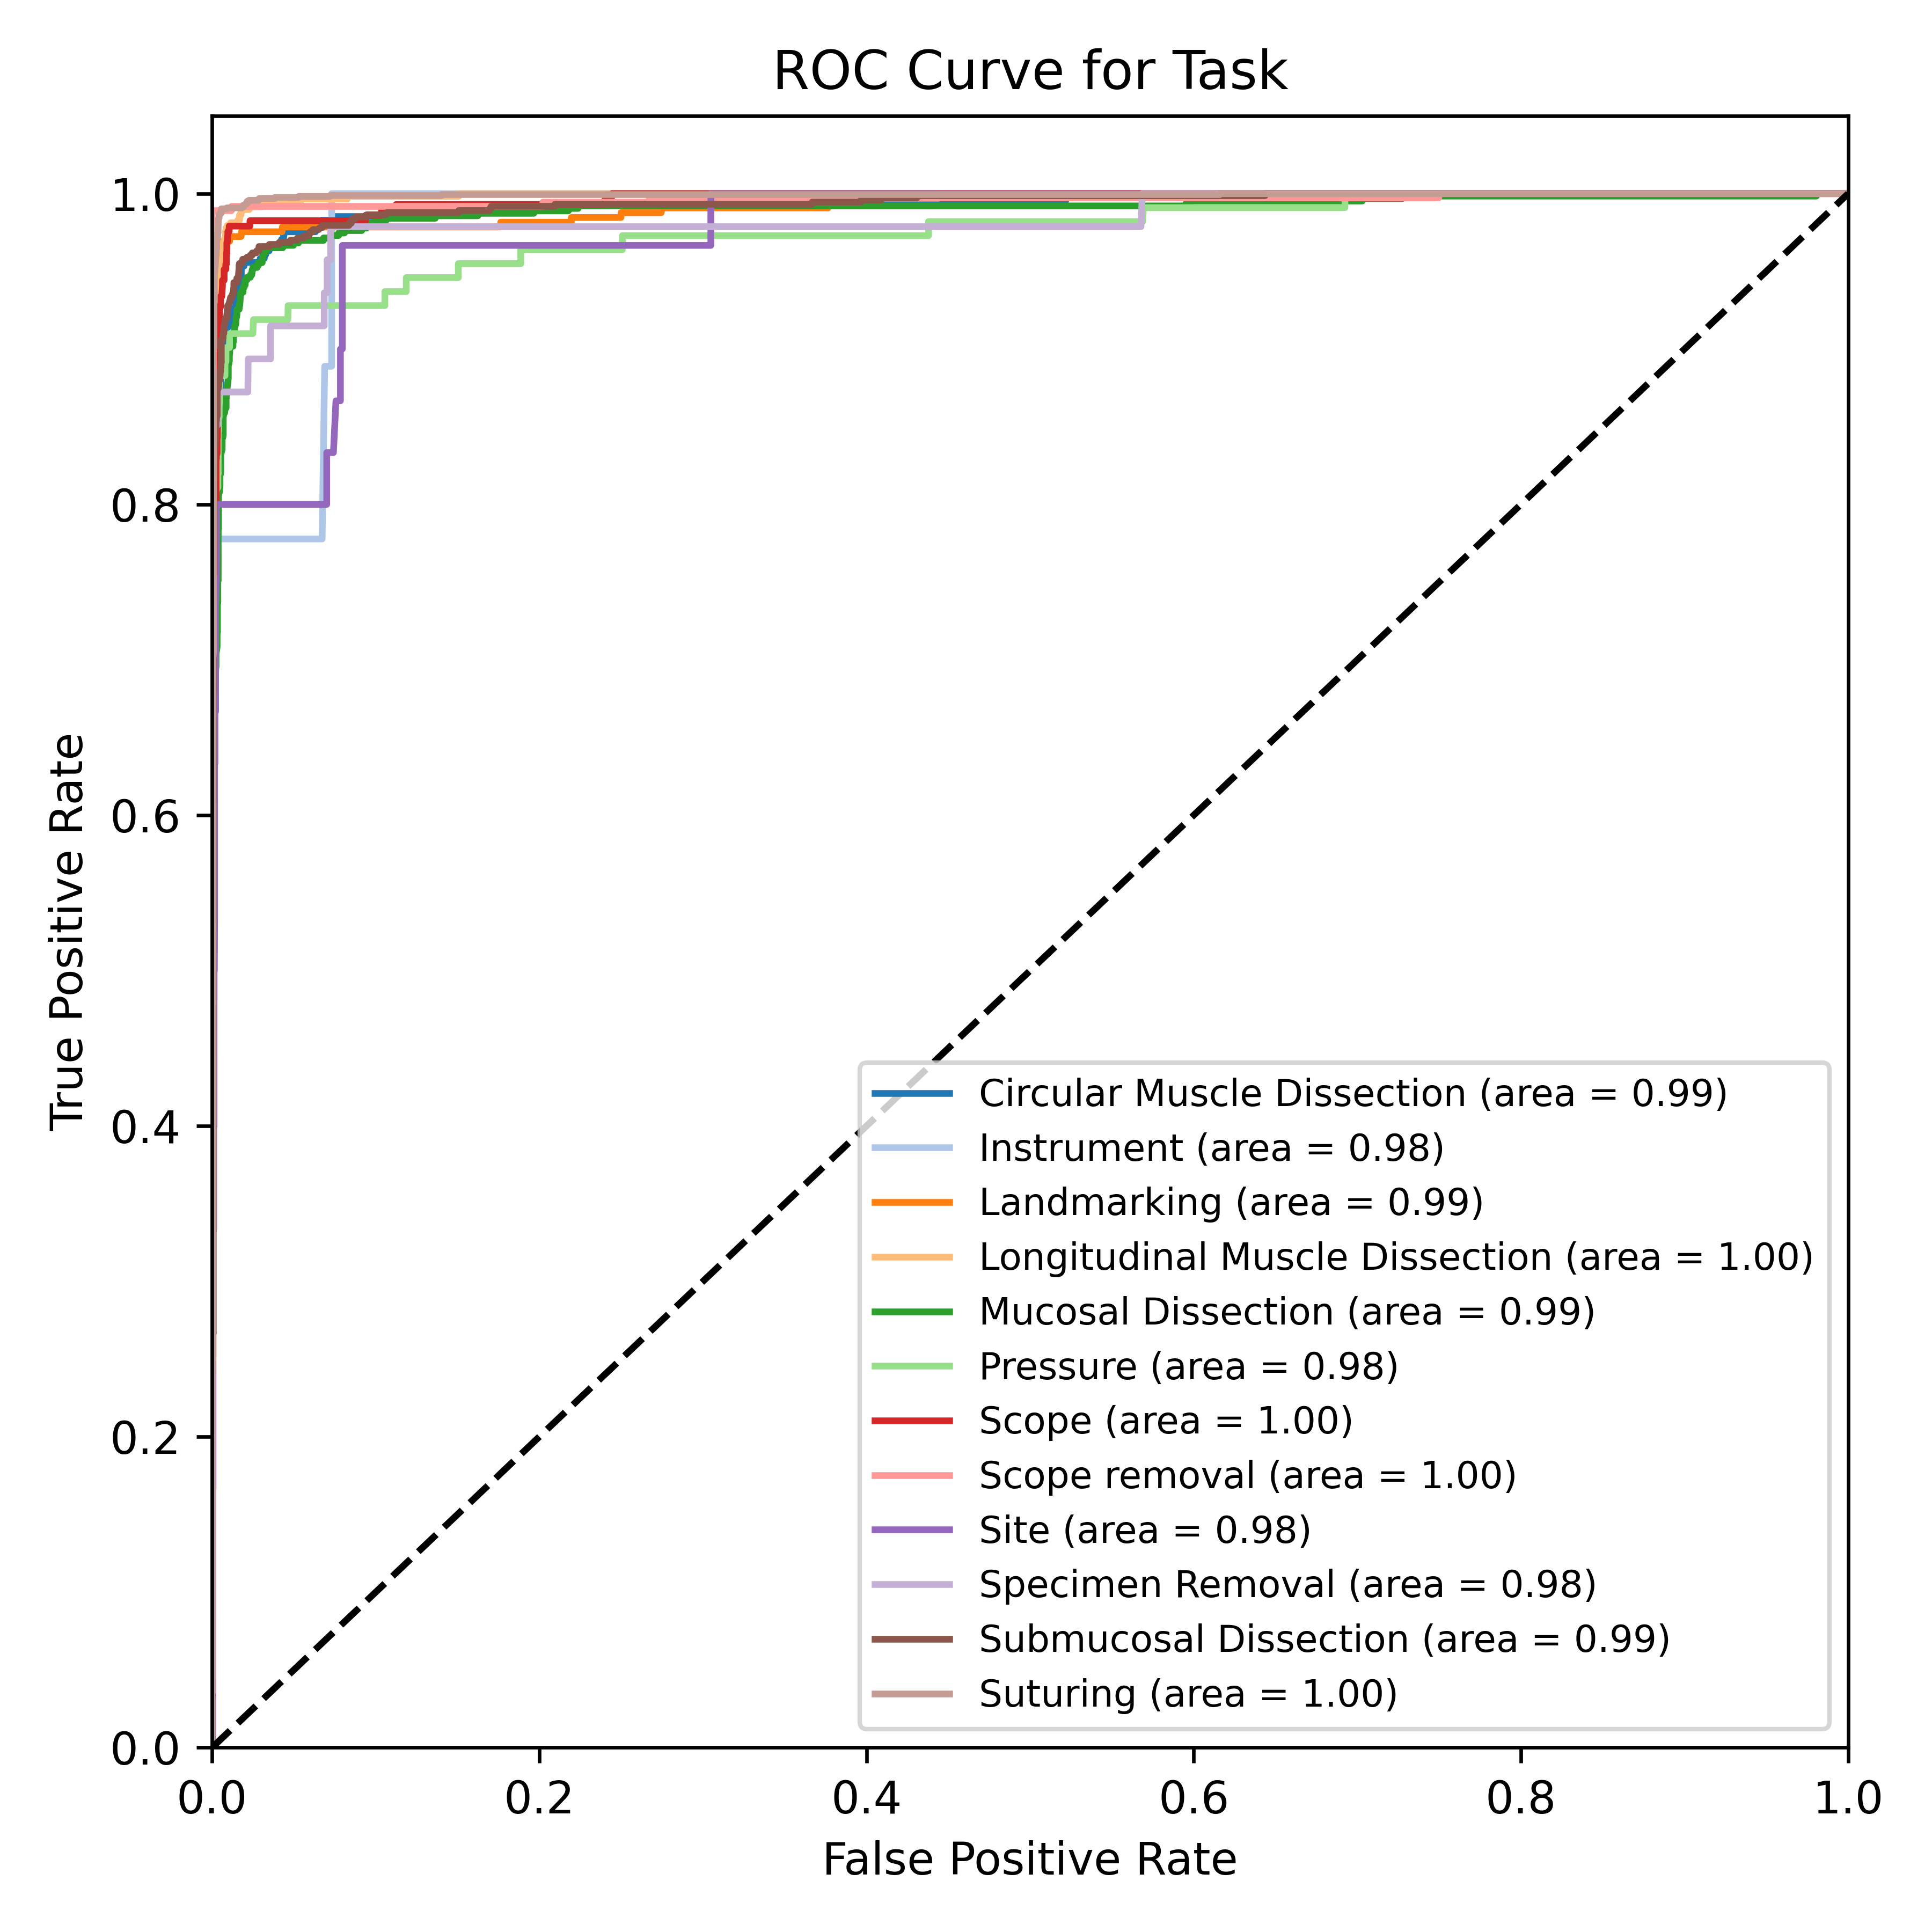 ROC Curve for Task
True Positive Rate
1.0
0.8
0.6
0.4
0.2
0.0
Circular Muscle Dissection (area = 0.99)
Instrument (area = 0.98)
Landmarking (area = 0.99)
Longitudinal Muscle Dissection (area = 1.00)
Mucosal Dissection (area = 0.99)
Pressure (area = 0.98)
Scope (area = 1.00)
Scope removal (area = 1.00)
Site (area = 0.98)
Specimen Removal (area = 0.98)
Submucosal Dissection (area = 0.99)
Suturing (area = 1.00)
0.0 0.2 0.4 0.6 0.8 1.0
False Positive Rate